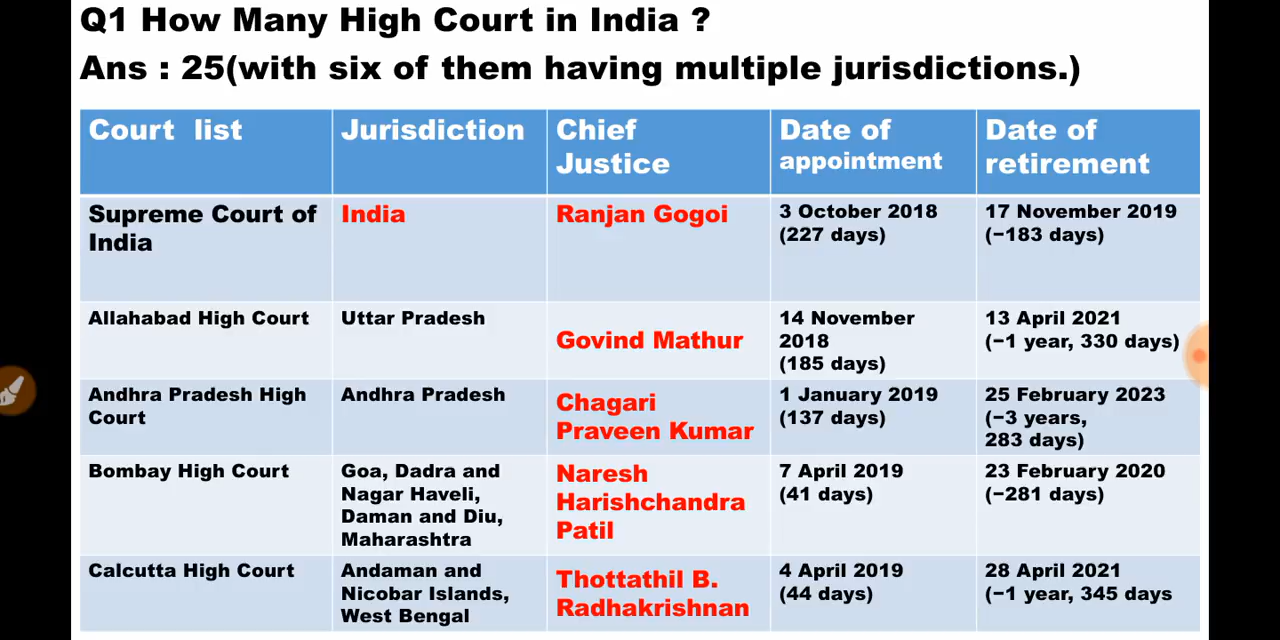 Q1 How Many High Court in India ?
Ans : 25(with six of them having multiple jurisdictions.)
Court list
Jurisdiction
Chief
Justice
Date of
appointment
Date of
retirement
Supreme Court of
India
India
Ranjan Gogoi
3 October 2018
(227 days)
17 November 2019
(−183 days)
Allahabad High Court
Uttar Pradesh
Govind Mathur
14 November
2018
(185 days)
13 April 2021
(−1 year, 330 days)
Andhra Pradesh High
Court
Andhra Pradesh
Chagari
Praveen Kumar
1 January 2019
(137 days)
25 February 2023
(−3 years,
283 days)
Bombay High Court
Goa, Dadra and
Nagar Haveli,
Daman and Diu,
Maharashtra
Naresh
Harishchandra
Patil
7 April 2019
(41 days)
23 February 2020
(−281 days)
Calcutta High Court
Andaman and
Nicobar Islands,
West Bengal
Thottathil B.
Radhakrishnan
4 April 2019
(44 days)
28 April 2021
(−1 year, 345 days